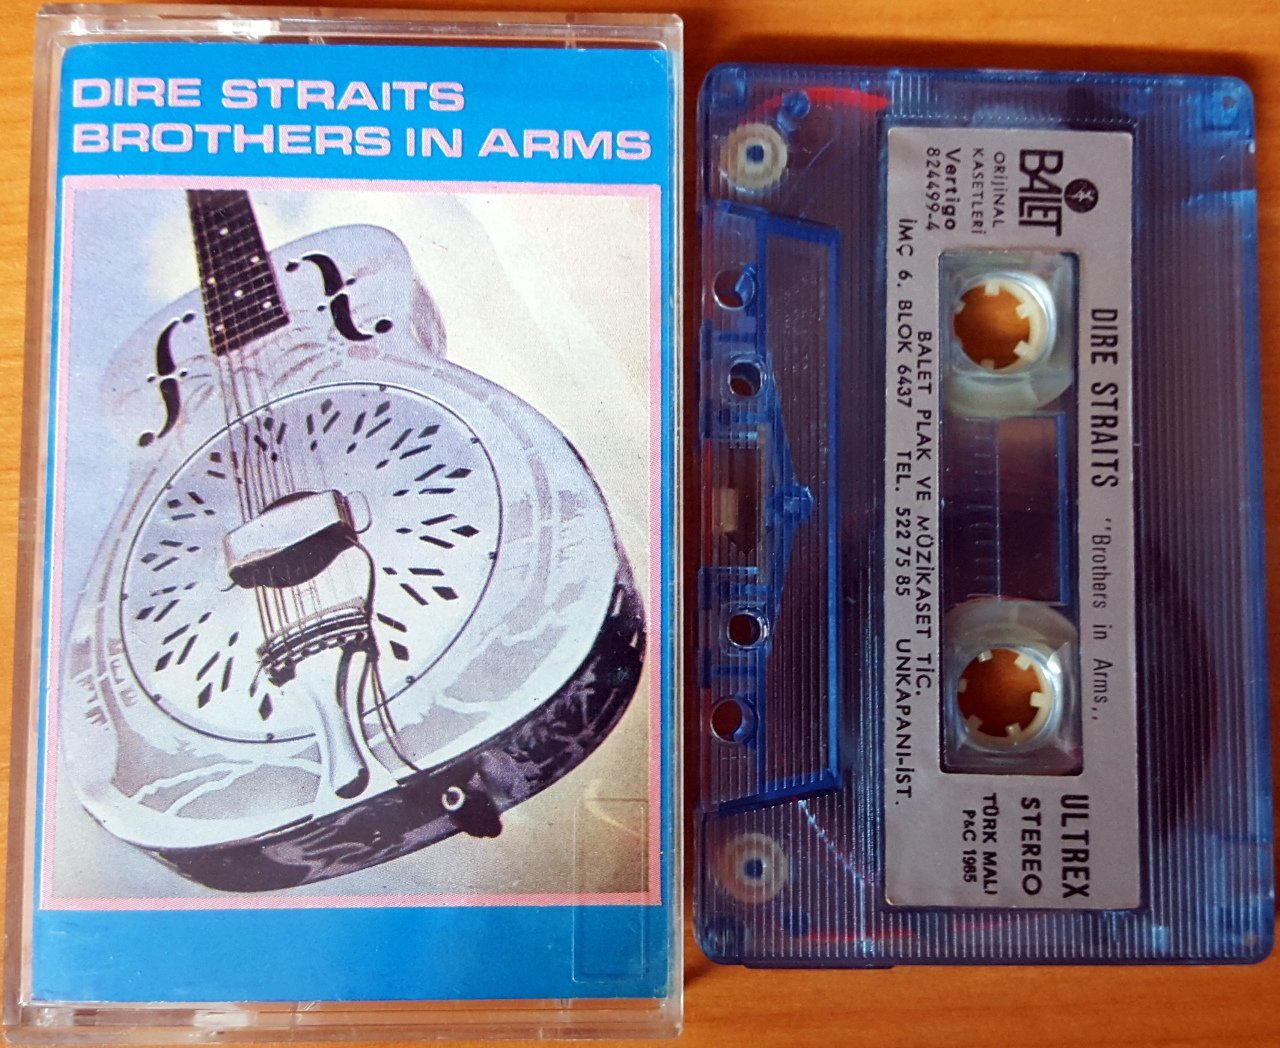 DIRE STRAITS
BROTHERS IN ARMS
BALET
ORİJİNAL
KASETLERİ
Vertigo
824499-4
DIRE STRAITS "Brothers in Arms,,
ULTREX
STEREO
TÜRK MALI
P&C 1985
BALET PLAK VE MÜZİKASET TİC.
İMÇ 6. BLOK 6437 TEL. 522 75 85 UNKAPANI-İST.